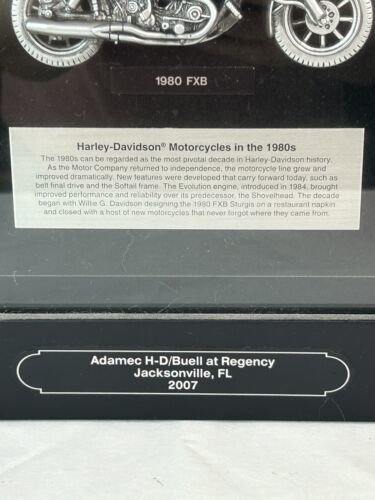 1980 FXB
Harley-Davidson® Motorcycles in the 1980s
The 1980s can be regarded as the most pivotal decade in Harley-Davidson history.
As the Motor Company returned to independence, the motorcycle line grew and
improved dramatically. New features were developed that carry forward today, such as
belt final drive and the Softail frame. The Evolution engine, introduced in 1984, brought
improved performance and reliability over its predecessor, the Shovelhead. The decade
began with Willie G. Davidson designing the 1980 FXB Sturgis on a restaurant napkin
and closed with a host of new motorcycles that never forgot where they came from.
Adamec H-D/Buell at Regency
Jacksonville, FL
2007